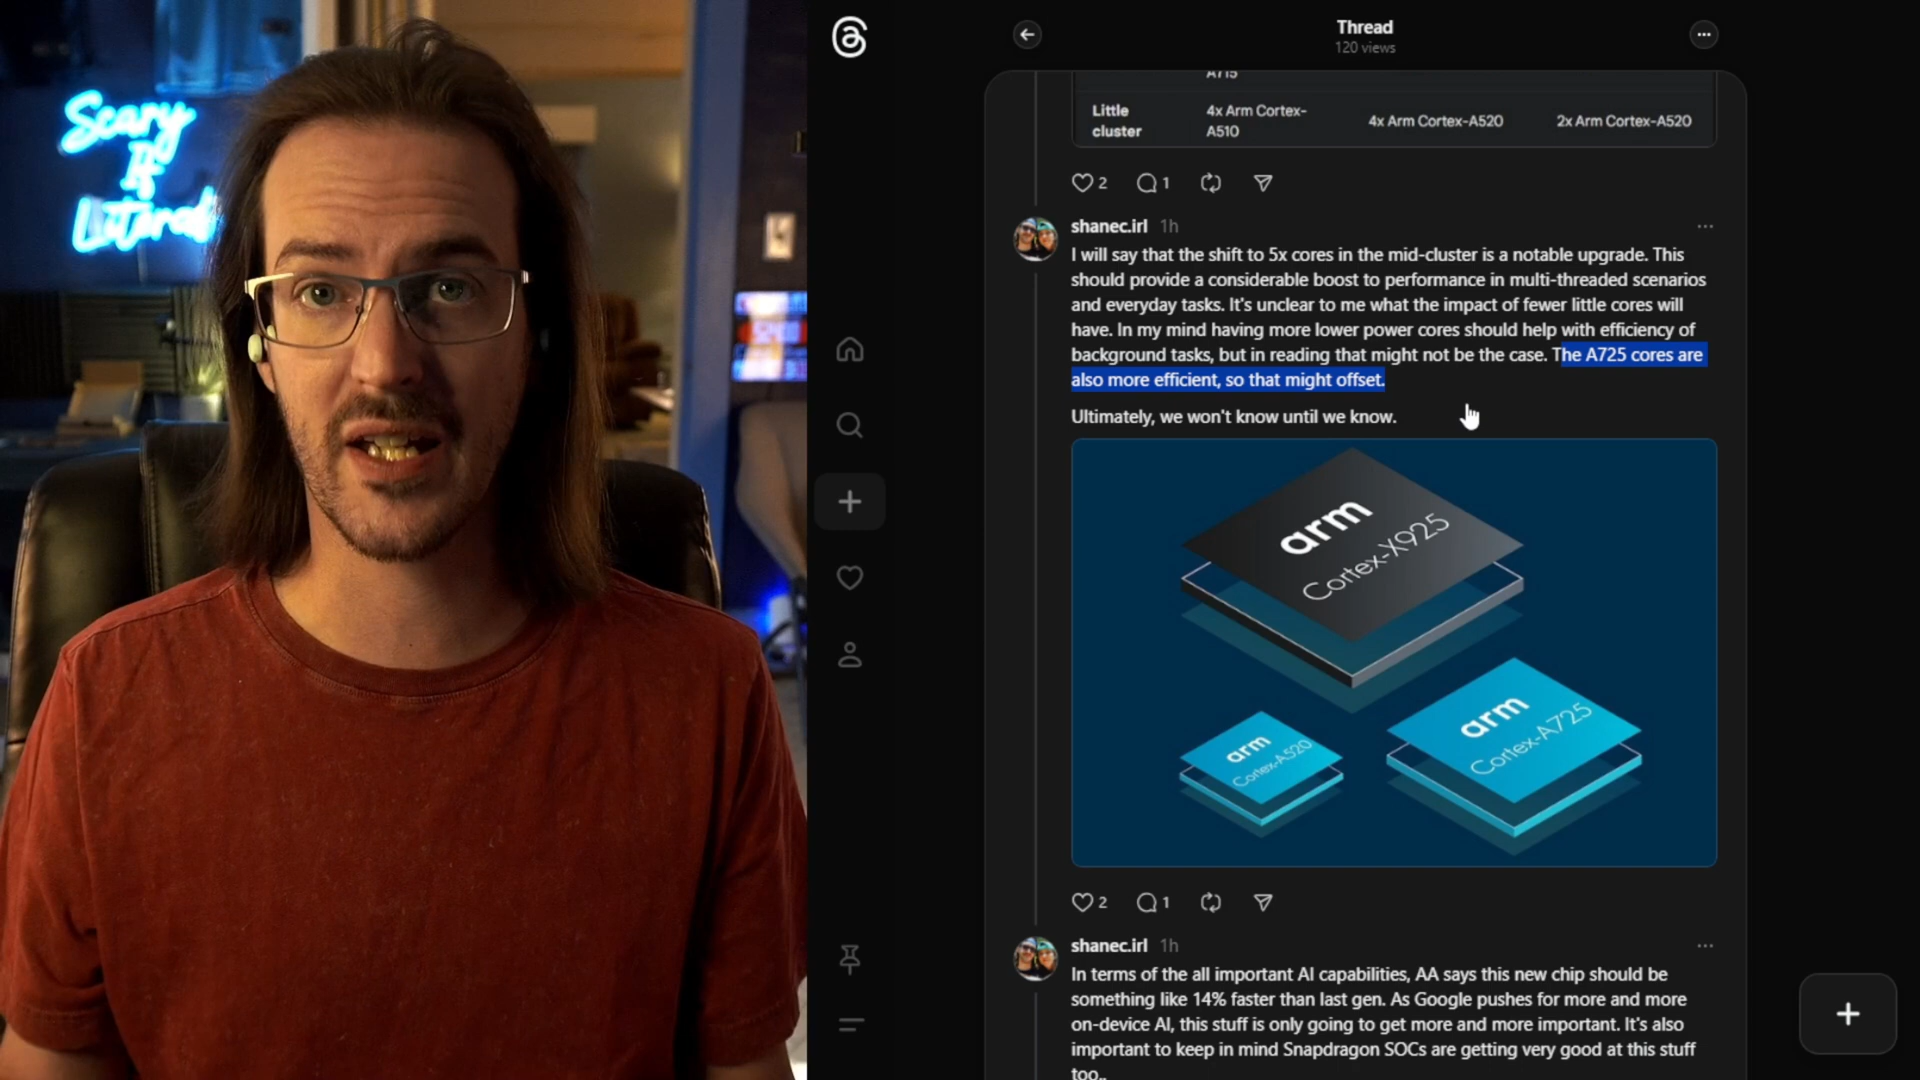 Scary
If
Literal
Thread
120 views
A715
Little
cluster
4x Arm Cortex-
A510
4x Arm Cortex-A520
2x Arm Cortex-A520
2
1
shanec.irl 1h
I will say that the shift to 5x cores in the mid-cluster is a notable upgrade. This
should provide a considerable boost to performance in multi-threaded scenarios
and everyday tasks. It's unclear to me what the impact of fewer little cores will
have. In my mind having more lower power cores should help with efficiency of
background tasks, but in reading that might not be the case. The A725 cores are
also more efficient, so that might offset.
Ultimately, we won't know until we know.
arm
Cortex-X925
arm
Cortex-A520
arm
Cortex-A725
2
1
shanec.irl 1h
In terms of the all important AI capabilities, AA says this new chip should be
something like 14% faster than last gen. As Google pushes for more and more
on-device AI, this stuff is only going to get more and more important. It's also
important to keep in mind Snapdragon SOCs are getting very good at this stuff
too..